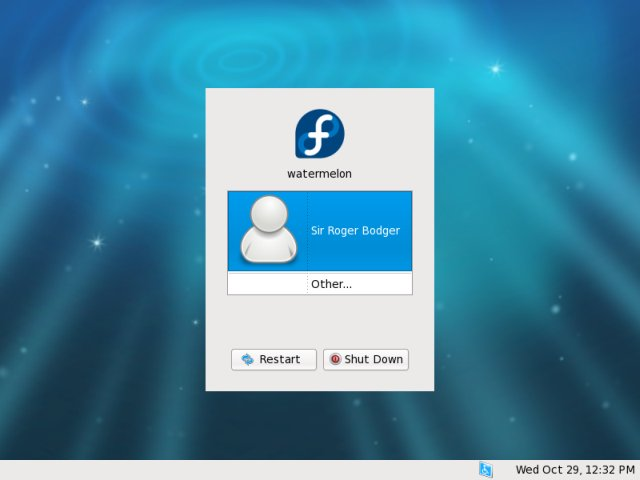 watermelon
Sir Roger Bodger
Other...
Restart
Shut Down
Wed Oct 29, 12:32 PM